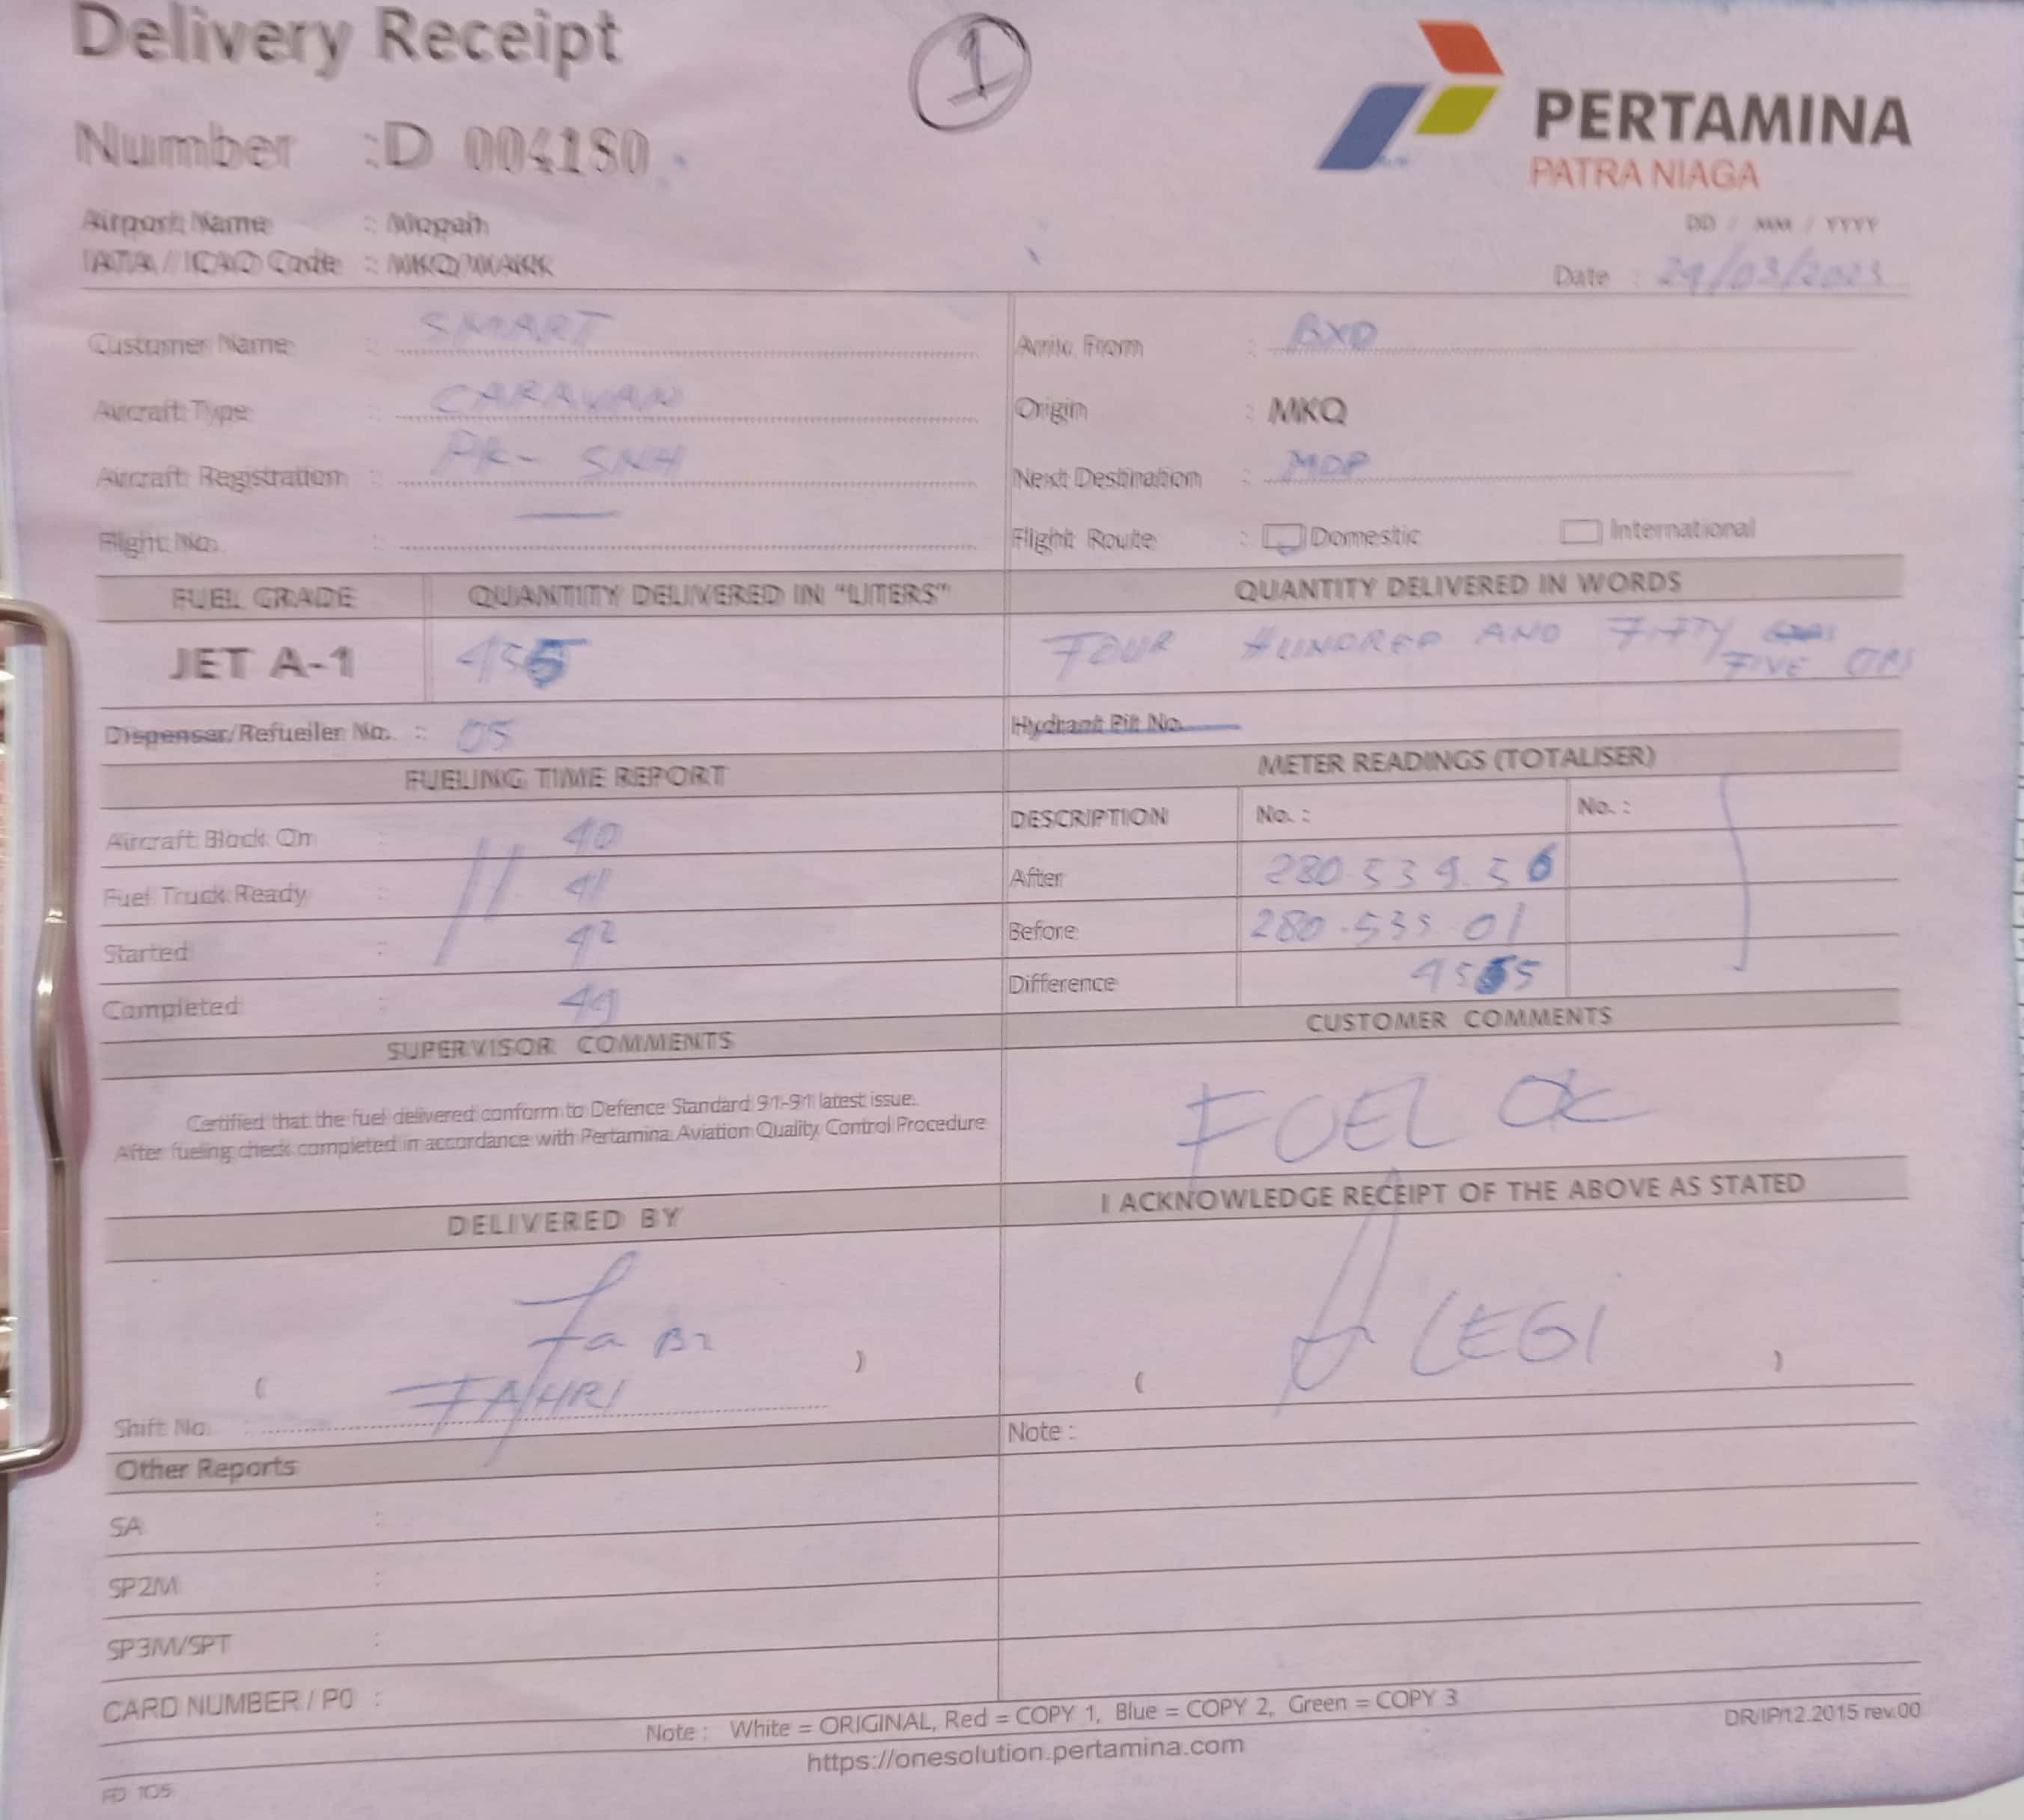 Delivery Receipt
1
PERTAMINA
PATRA NIAGA
Number :D 004180
Airport Name : Mopah
IATA / ICAO Code : MKQ/WAKK
DD / MM / YYYY
Date : 29/03/2023
Customer Name : SMART
Arriv. From : BXD
Aircraft Type : CARAVAN
Origin : MKQ
Aircraft Registration : PK- SNH
Next Destination : MDP
Flight No. : —
Flight Route : Domestic International
FUEL GRADE QUANTITY DELIVERED IN "LITERS" QUANTITY DELIVERED IN WORDS
JET A-1 455 FOUR HUNDRED AND FIFTY
FIVE LTRS
Dispenser/Refueller No. : 05 Hydrant Pit No.
FUELING TIME REPORT METER READINGS (TOTALISER)
DESCRIPTION No. : No. :
Aircraft Block On : 40
After 280.539.56
Fuel Truck Ready : 41
Before 280.535 01
Started : 42
Difference 455
Completed : 49
SUPERVISOR COMMENTS CUSTOMER COMMENTS
Certified that the fuel delivered conform to Defence Standard 91-91 latest issue.
After fueling check completed in accordance with Pertamina Aviation Quality Control Procedure
FUEL OK
DELIVERED BY I ACKNOWLEDGE RECEIPT OF THE ABOVE AS STATED
( ) ( LEGI )
FAHRI
Shift No. :
Note :
Other Reports
SA :
SP2M :
SP3M/SPT :
CARD NUMBER / PO :
Note : White = ORIGINAL, Red = COPY 1, Blue = COPY 2, Green = COPY 3
DR/IP/12.2015 rev.00
https://onesolution.pertamina.com
FD 105